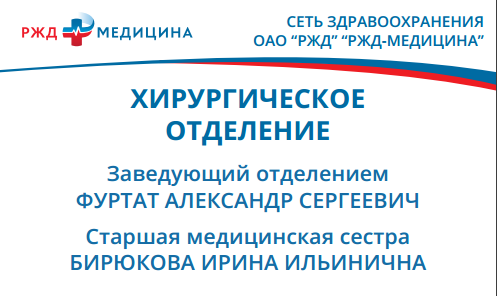 РЖД МЕДИЦИНА
СЕТЬ ЗДРАВООХРАНЕНИЯ
ОАО “РЖД” “РЖД-МЕДИЦИНА”
ХИРУРГИЧЕСКОЕ
ОТДЕЛЕНИЕ
Заведующий отделением
ФУРТАТ АЛЕКСАНДР СЕРГЕЕВИЧ
Старшая медицинская сестра
БИРЮКОВА ИРИНА ИЛЬИНИЧНА